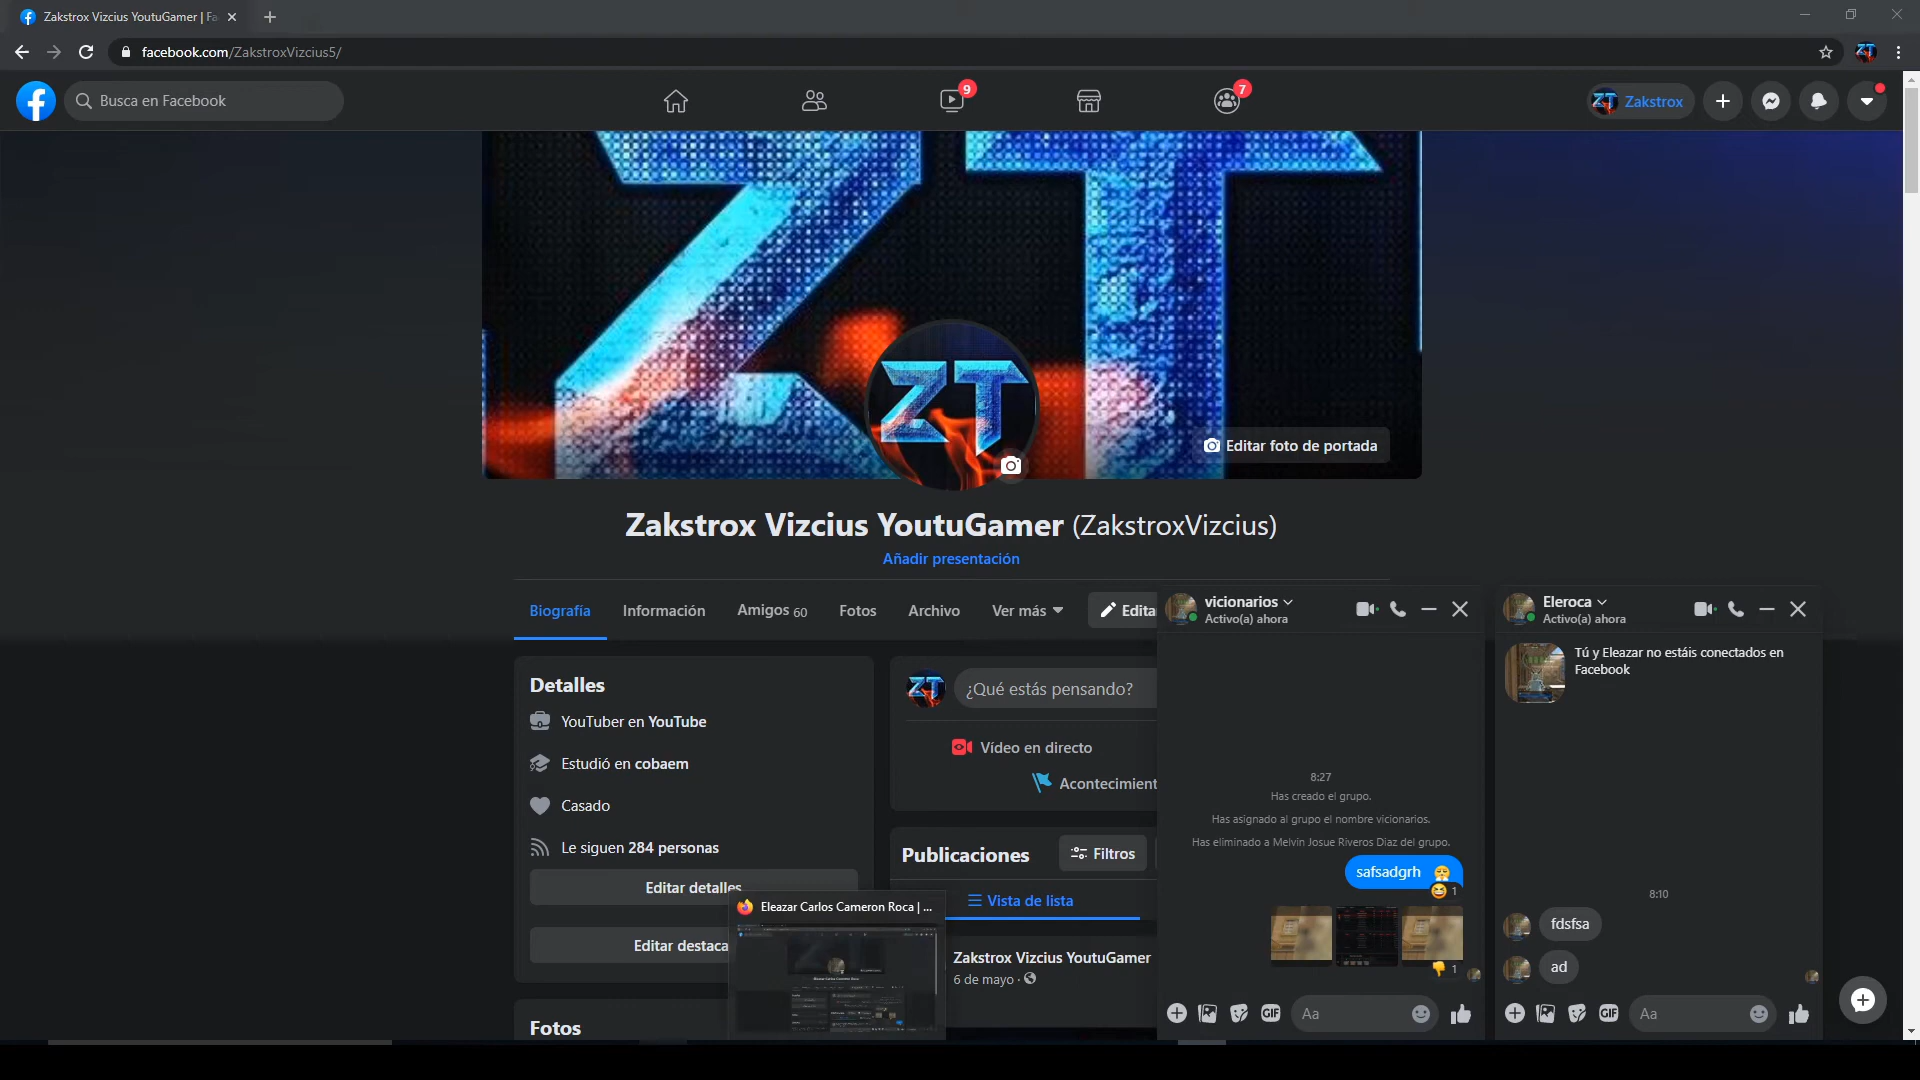 Zakstrox Vizcius YoutuGamer | Fa
facebook.com/ZakstroxVizcius5/
Busca en Facebook
9
7
ZT
Zakstrox
ZT
ZT
Editar foto de portada
Zakstrox Vizcius YoutuGamer (ZakstroxVizcius)
Añadir presentación
Biografía
Información
Amigos 60
Fotos
Archivo
Ver más
Edita
Detalles
YouTuber en YouTube
Estudió en cobaem
Casado
Le siguen 284 personas
Editar detalles
Editar destaca
Fotos
Eleazar Carlos Cameron Roca | ...
ZT
¿Qué estás pensando?
Vídeo en directo
Acontecimient
Publicaciones
Filtros
Vista de lista
Zakstrox Vizcius YoutuGamer
6 de mayo ·
vicionarios
Activo(a) ahora
8:27
Has creado el grupo.
Has asignado al grupo el nombre vicionarios.
Has eliminado a Melvin Josue Riveros Diaz del grupo.
safsadgrh 😤
😆 1
👎 1
GIF
Aa
Eleroca
Activo(a) ahora
Tú y Eleazar no estáis conectados en
Facebook
8:10
fdsfsa
ad
GIF
Aa